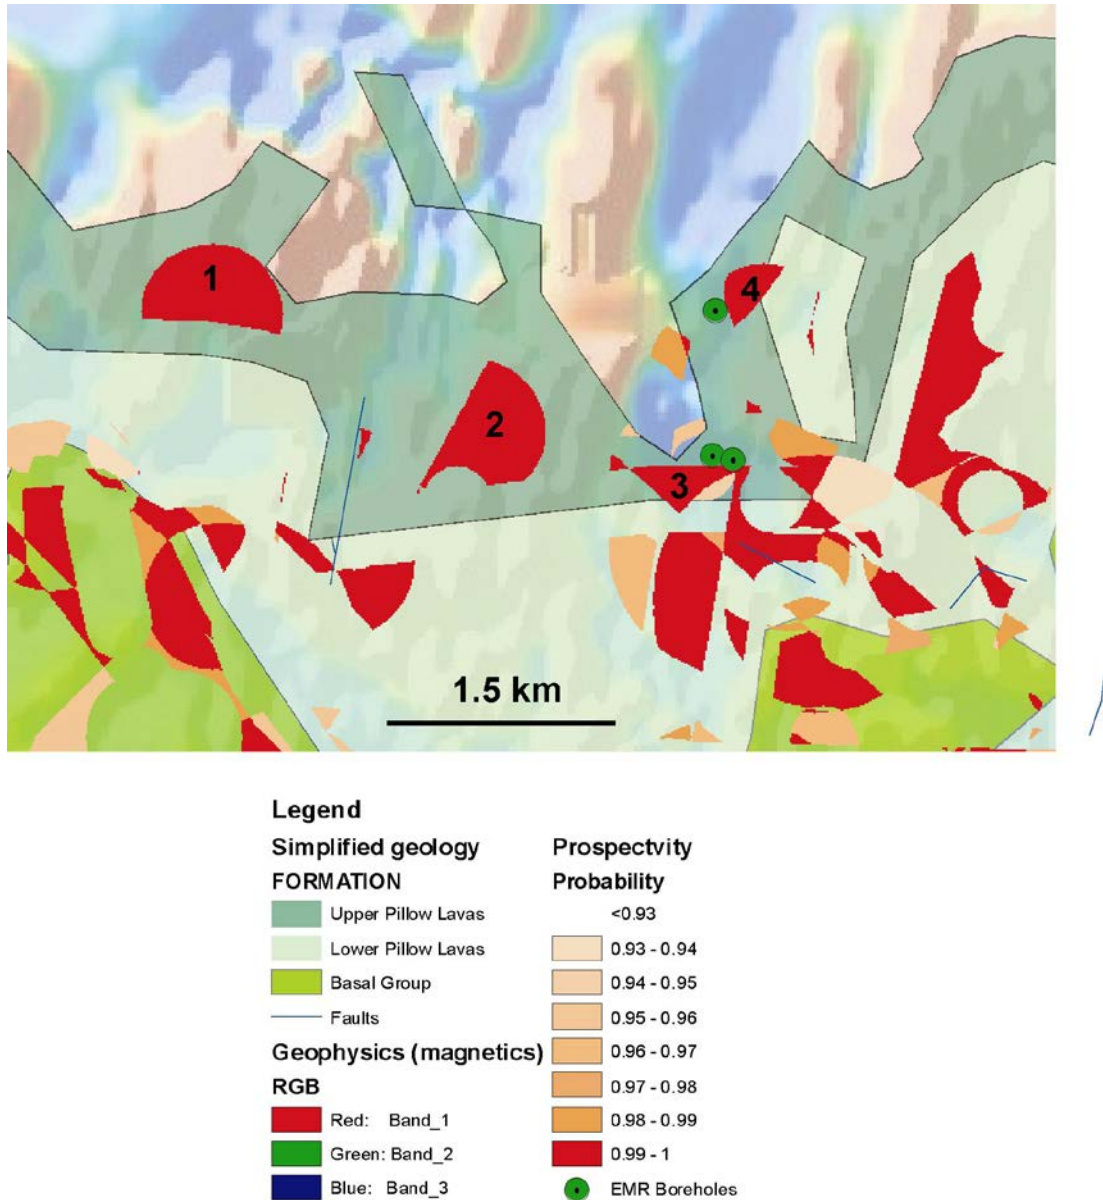 1
4
2
3
1.5 km
Legend
Simplified geology
FORMATION
Upper Pillow Lavas
Lower Pillow Lavas
Basal Group
Faults
Geophysics (magnetics)
RGB
Red: Band_1
Green: Band_2
Blue: Band_3
Prospectvity
Probability
<0.93
0.93 - 0.94
0.94 - 0.95
0.95 - 0.96
0.96 - 0.97
0.97 - 0.98
0.98 - 0.99
0.99 - 1
EMR Boreholes